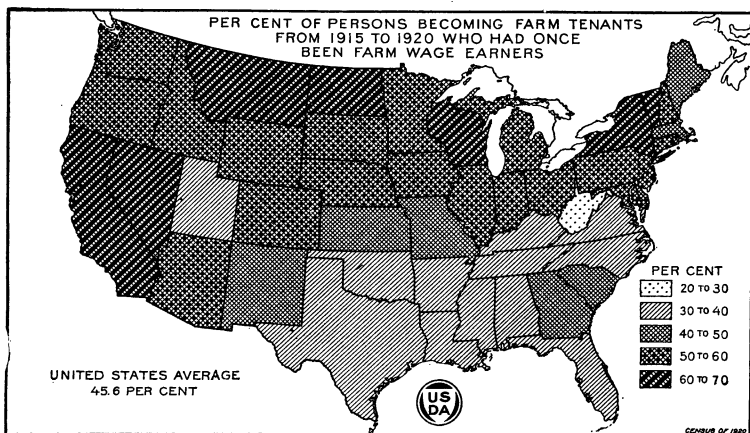 PER CENT OF PERSONS BECOMING FARM TENANTS
FROM 1915 TO 1920 WHO HAD ONCE
BEEN FARM WAGE EARNERS
PER CENT
20 TO 30
30 TO 40
40 TO 50
50 TO 60
60 TO 70
UNITED STATES AVERAGE
45.6 PER CENT
US
DA
CENSUS OF 1920